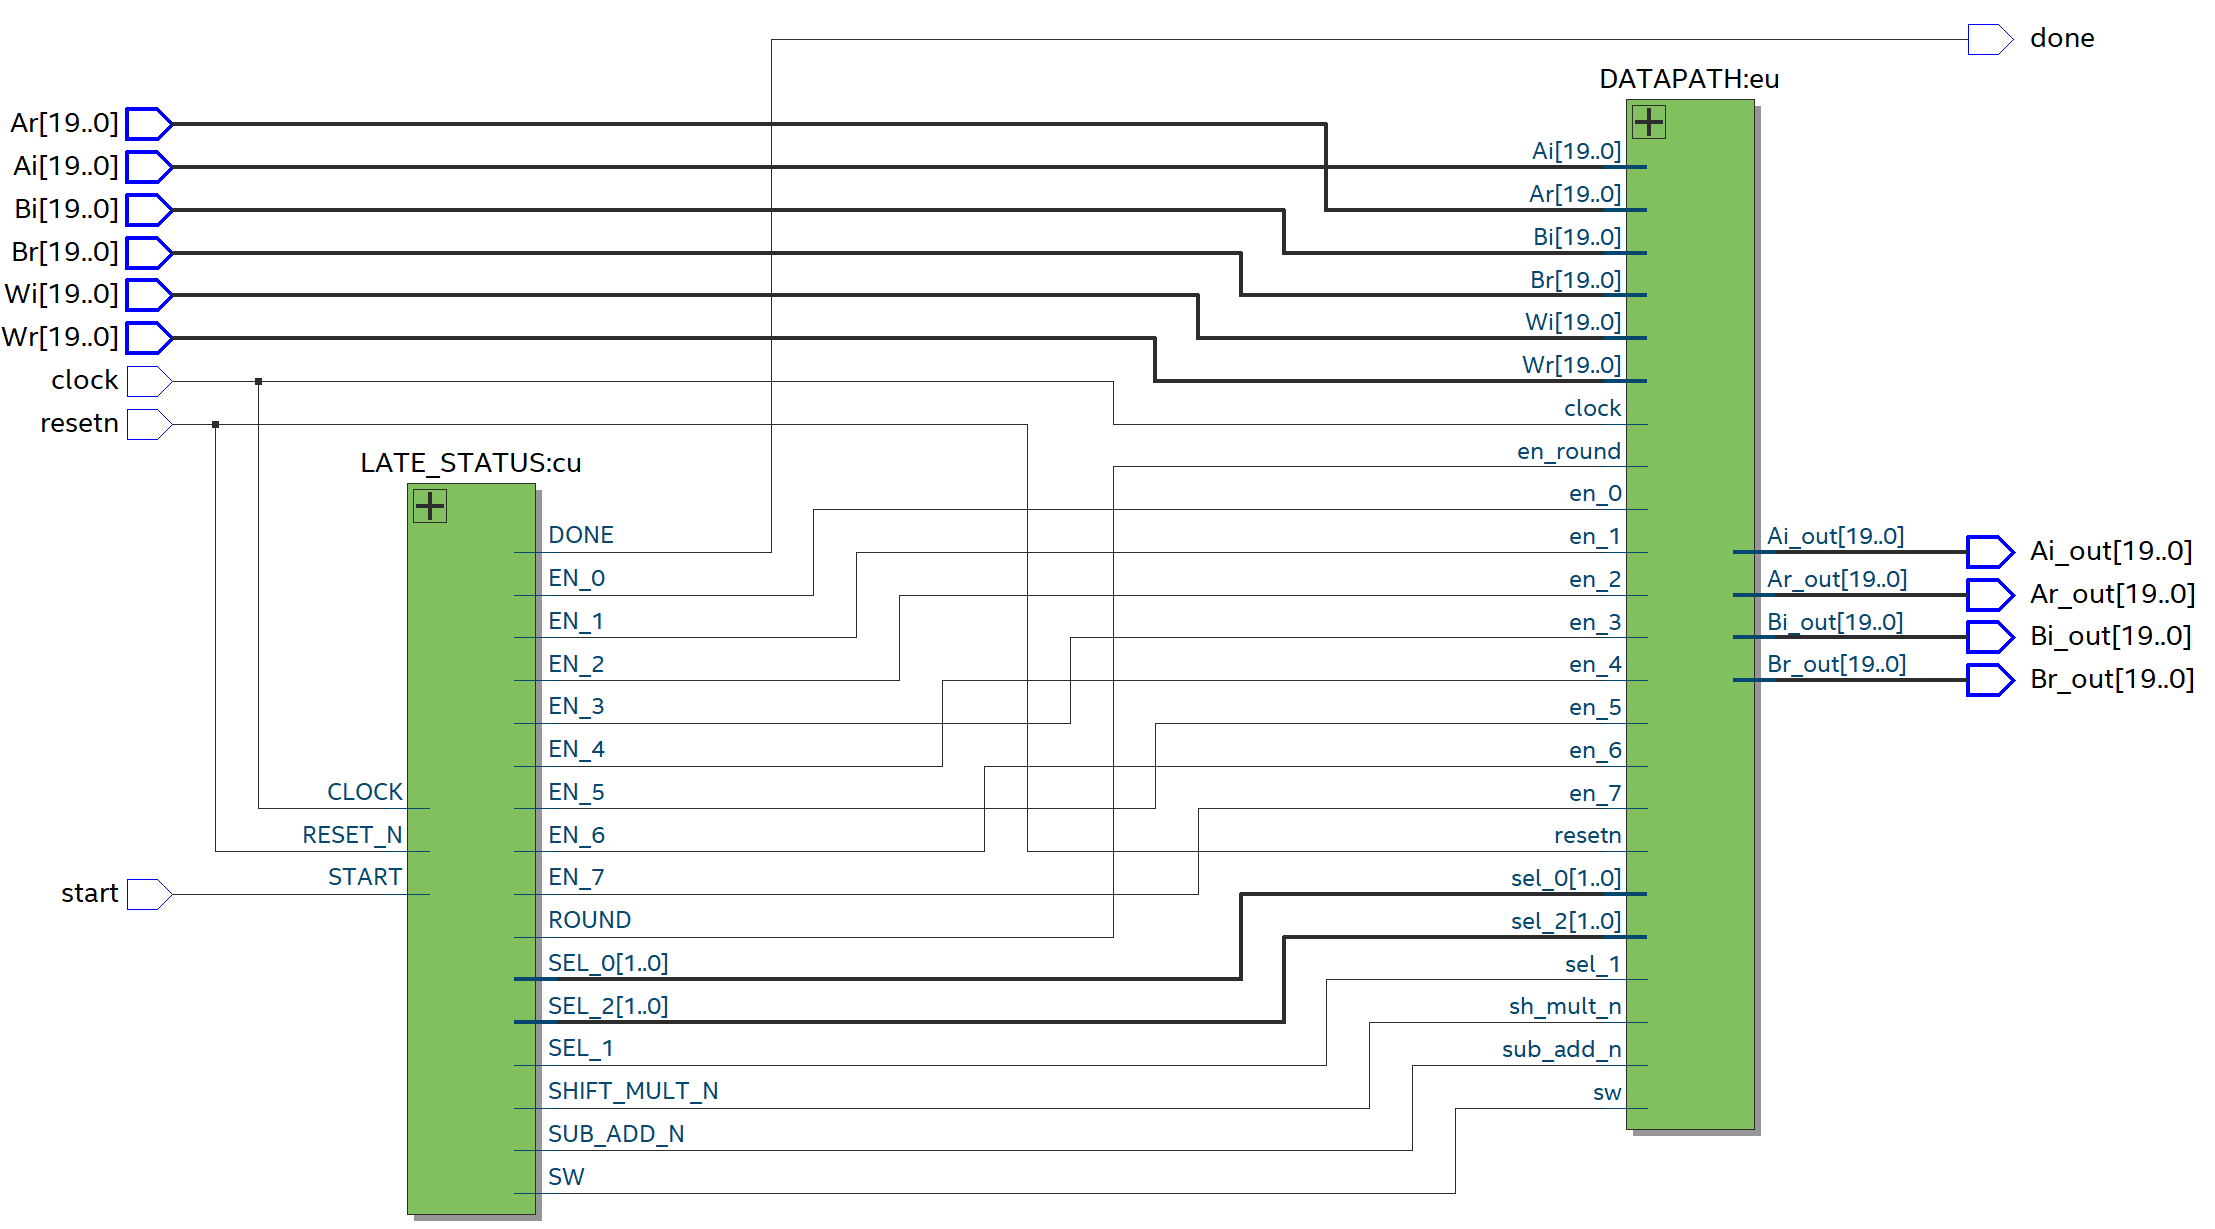 done
DATAPATH:eu
Ar[19..0]
Ai[19..0]
Bi[19..0]
Br[19..0]
Wi[19..0]
Wr[19..0]
clock
resetn
start
LATE_STATUS:cu
CLOCK
RESET_N
START
DONE
EN_0
EN_1
EN_2
EN_3
EN_4
EN_5
EN_6
EN_7
ROUND
SEL_0[1..0]
SEL_2[1..0]
SEL_1
SHIFT_MULT_N
SUB_ADD_N
SW
Ai[19..0]
Ar[19..0]
Bi[19..0]
Br[19..0]
Wi[19..0]
Wr[19..0]
clock
en_round
en_0
en_1
en_2
en_3
en_4
en_5
en_6
en_7
resetn
sel_0[1..0]
sel_2[1..0]
sel_1
sh_mult_n
sub_add_n
sw
Ai_out[19..0]
Ar_out[19..0]
Bi_out[19..0]
Br_out[19..0]
Ai_out[19..0]
Ar_out[19..0]
Bi_out[19..0]
Br_out[19..0]